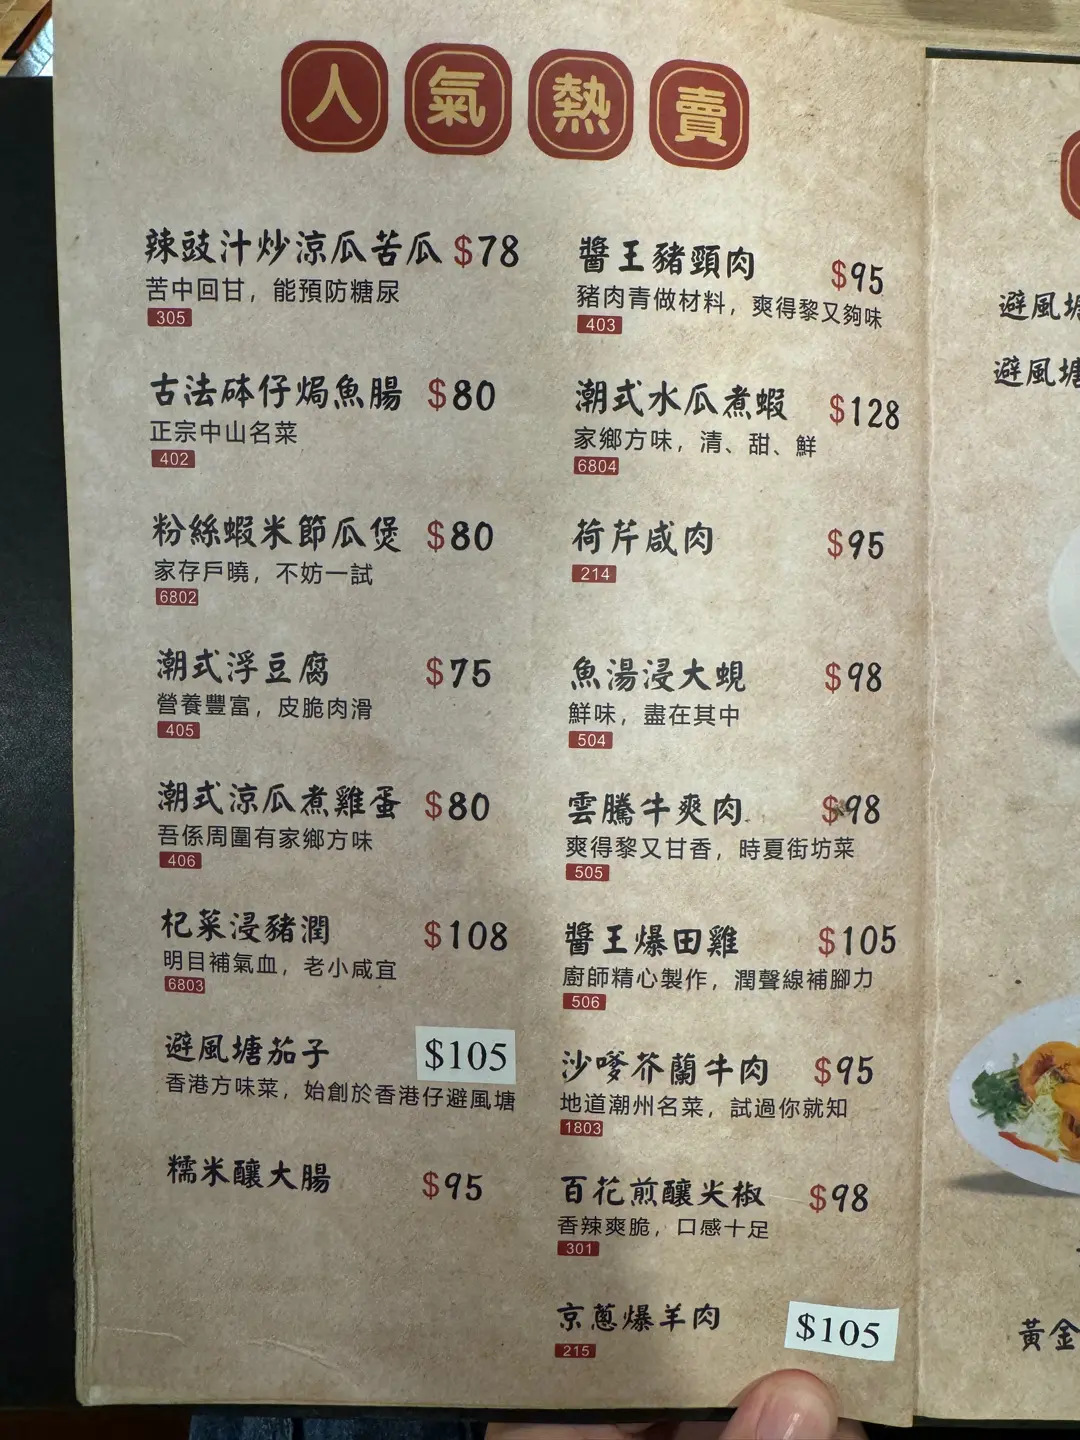 人氣熱賣
辣豉汁炒涼瓜苦瓜 $78
苦中回甘，能預防糖尿
305
古法砵仔焗魚腸 $80
正宗中山名菜
402
粉絲蝦米節瓜煲 $80
家存戶曉，不妨一試
6802
潮式浮豆腐 $75
營養豐富，皮脆肉滑
405
潮式涼瓜煮雞蛋 $80
吾係周圍有家鄉方味
406
杞菜浸豬潤 $108
明目補氣血，老小咸宜
6803
避風塘茄子 $105
香港方味菜，始創於香港仔避風塘
糯米釀大腸 $95
醬王豬頸肉 $95
豬肉青做材料，爽得黎又夠味
403
潮式水瓜煮蝦 $128
家鄉方味，清、甜、鮮
6804
荷芹咸肉 $95
214
魚湯浸大蜆 $98
鮮味，盡在其中
504
雲騰牛爽肉 $98
爽得黎又甘香，時夏街坊菜
505
醬王爆田雞 $105
廚師精心製作，潤聲線補腳力
506
沙嗲芥蘭牛肉 $95
地道潮州名菜，試過你就知
1803
百花煎釀尖椒 $98
香辣爽脆，口感十足
301
京蔥爆羊肉 $105
215
避風塘
避風塘
黃金